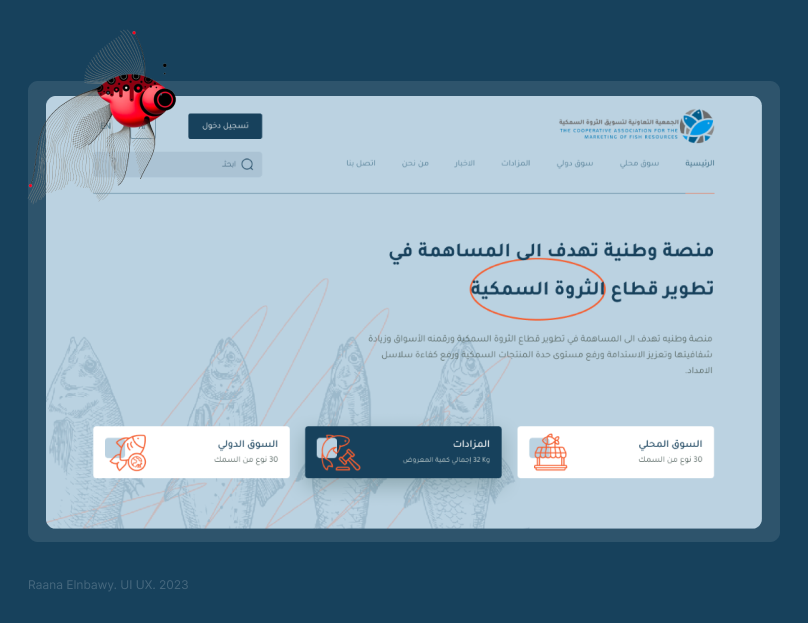 الجمعية التعاونية لتسويق الثروة السمكية
THE COOPERATIVE ASSOCIATION FOR THE
MARKETING OF FISH RESOURCES
تسجيل دخول
EN
الرئيسية
سوق محلي
سوق دولي
المزادات
الاخبار
من نحن
اتصل بنا
ابحث
منصة وطنية تهدف الى المساهمة في
تطوير قطاع الثروة السمكية
منصة وطنيه تهدف الى المساهمة في تطوير قطاع الثروة السمكية ورقمنه الأسواق وزيادة
شفافيتها وتعزيز الاستدامة ورفع مستوى حدة المنتجات السمكية ورفع كفاءة سلاسل
الامداد.
السوق المحلي
30 نوع من السمك
المزادات
32 Kg إجمالي كمية المعروض
السوق الدولي
30 نوع من السمك
Raana Elnbawy. UI UX. 2023